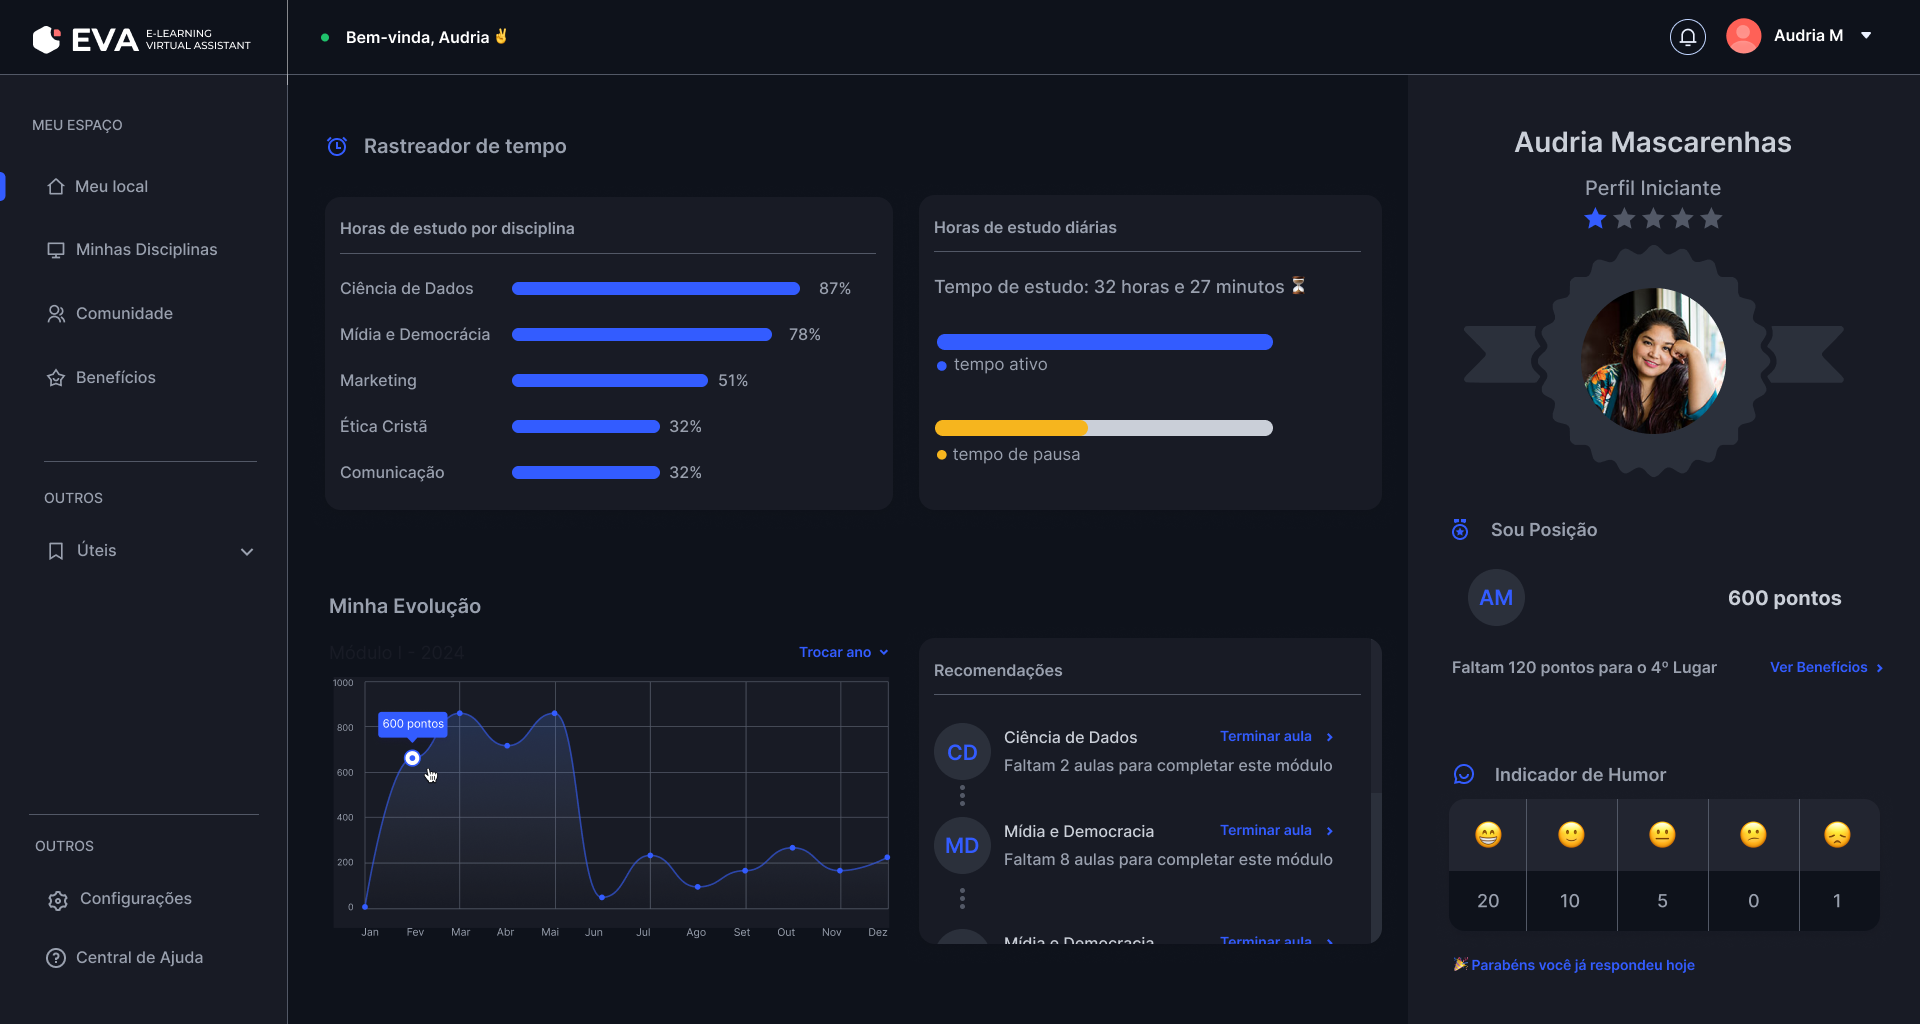 EVA
E-LEARNING
VIRTUAL ASSISTANT
Bem-vinda, Audria ✌
Audria M
MEU ESPAÇO
Meu local
Minhas Disciplinas
Comunidade
Benefícios
OUTROS
Úteis
OUTROS
Configurações
Central de Ajuda
Rastreador de tempo
Horas de estudo por disciplina
Ciência de Dados 87%
Mídia e Democrácia 78%
Marketing 51%
Ética Cristã 32%
Comunicação 32%
Horas de estudo diárias
Tempo de estudo: 32 horas e 27 minutos ⏳
tempo ativo
tempo de pausa
Minha Evolução
Módulo I - 2024
Trocar ano
1000
800
600
400
200
0
600 pontos
Jan Fev Mar Abr Mai Jun Jul Ago Set Out Nov Dez
Recomendações
CD
Ciência de Dados Terminar aula
Faltam 2 aulas para completar este módulo
MD
Mídia e Democracia Terminar aula
Faltam 8 aulas para completar este módulo
Mídia e Democracia Terminar aula
Audria Mascarenhas
Perfil Iniciante
Sou Posição
AM 600 pontos
Faltam 120 pontos para o 4º Lugar Ver Benefícios
Indicador de Humor
20 10 5 0 1
🎉 Parabéns você já respondeu hoje